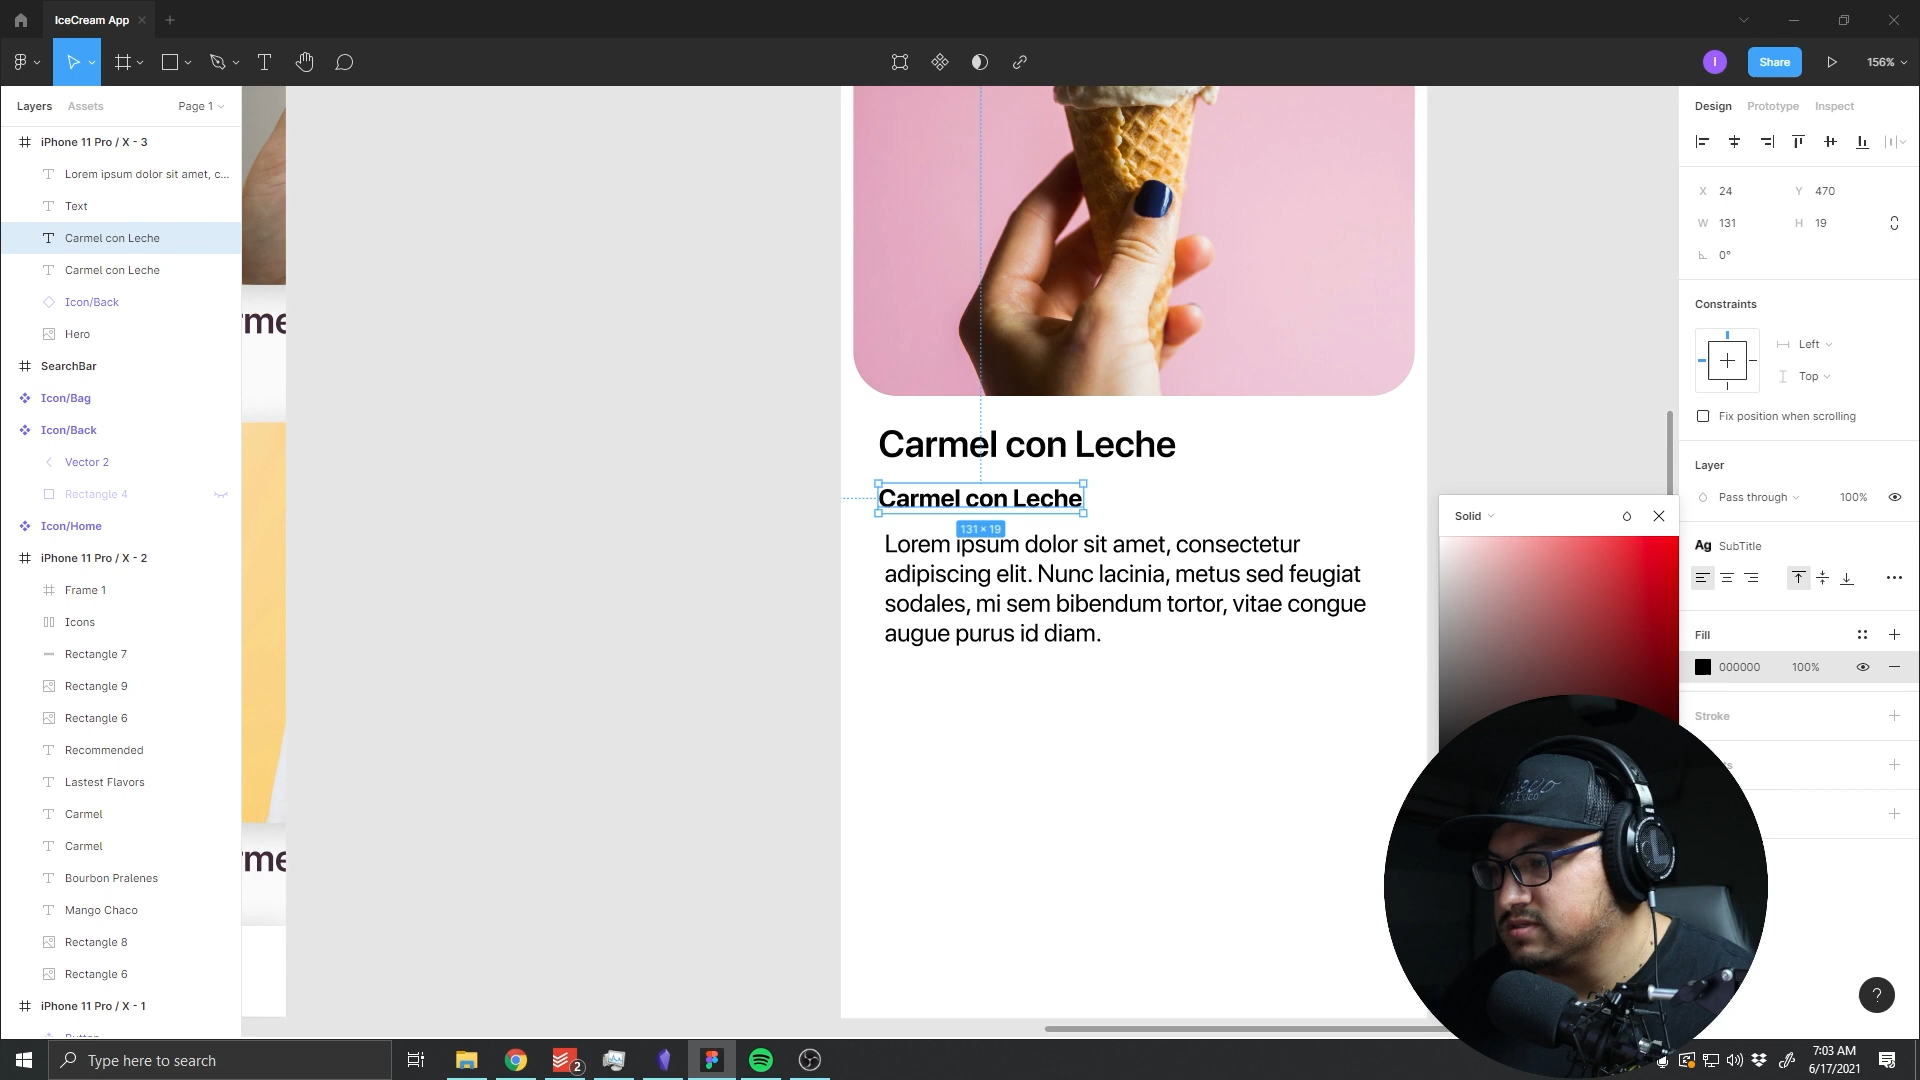 IceCream App
I
Share
156%
Layers
Assets
Page 1
iPhone 11 Pro / X - 3
Lorem ipsum dolor sit amet, c...
Text
Carmel con Leche
Carmel con Leche
Icon/Back
Hero
SearchBar
Icon/Bag
Icon/Back
Vector 2
Rectangle 4
Icon/Home
iPhone 11 Pro / X - 2
Frame 1
Icons
Rectangle 7
Rectangle 9
Rectangle 6
Recommended
Lastest Flavors
Carmel
Carmel
Bourbon Pralenes
Mango Chaco
Rectangle 8
Rectangle 6
iPhone 11 Pro / X - 1
rme
rme
Carmel con Leche
Carmel con Leche
131 × 19
Lorem ipsum dolor sit amet, consectetur
adipiscing elit. Nunc lacinia, metus sed feugiat
sodales, mi sem bibendum tortor, vitae congue
augue purus id diam.
Solid
Design
Prototype
Inspect
X 24
Y 470
W 131
H 19
0°
Constraints
Left
Top
Fix position when scrolling
Layer
Pass through
100%
Ag SubTitle
Fill
000000
100%
Stroke
?
Type here to search
2
7:03 AM
6/17/2021